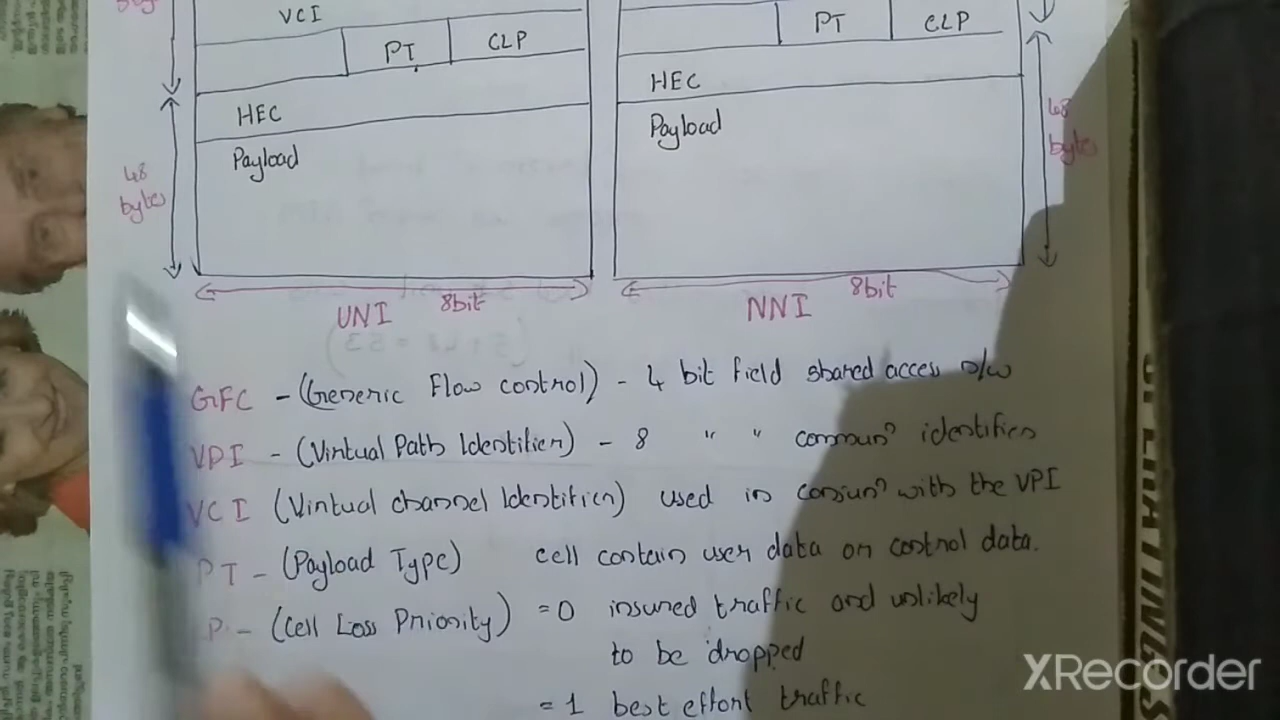 VCI
PT CLP
PT CLP
HEC
HEC
Payload
Payload
48
bytes
48
bytes
UNI 8bit
NNI 8bit
GFC - (Generic Flow control) - 4 bit field shared access n/w
VPI - (Virtual Path Identifier) - 8 " " commun? identifier
VCI (Virtual channel Identifier) used in conjun? with the VPI
PT - (Payload Type) cell contain user data or control data.
P - (Cell Loss Priority) = 0 insured traffic and unlikely
to be dropped
= 1 best effort traffic
XRecorder